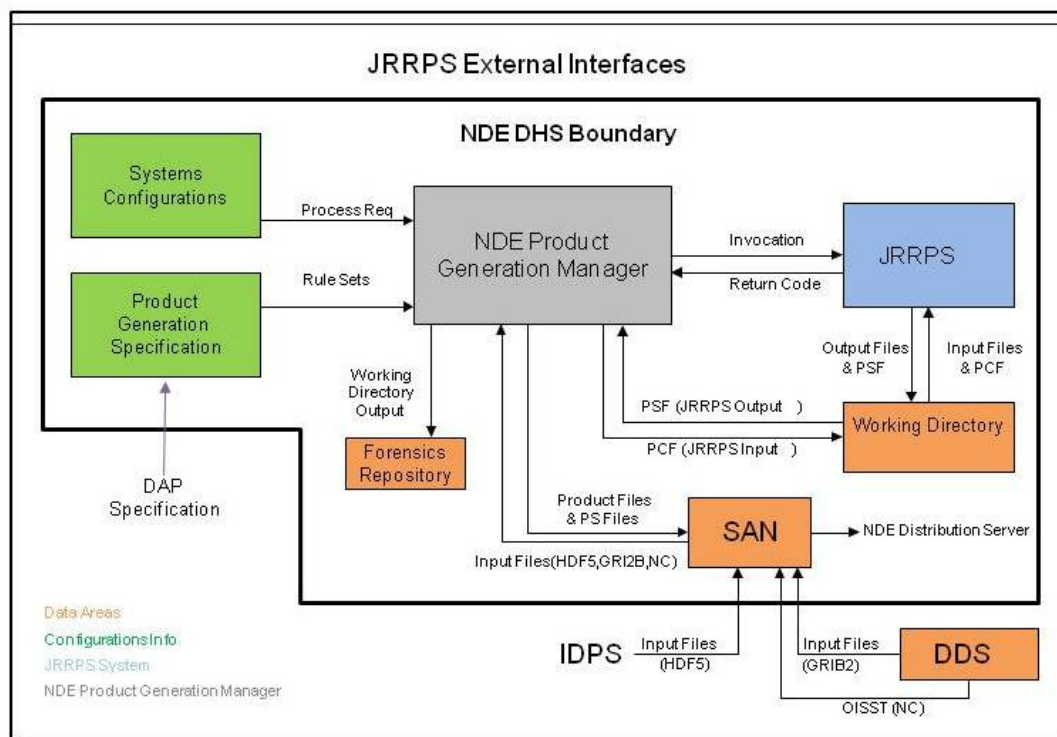 JRRPS External Interfaces
NDE DHS Boundary
Systems
Configurations
Process Req
NDE Product
Generation Manager
Invocation
Return Code
JRRPS
Product
Generation
Specification
Rule Sets
Working
Directory
Output
Output Files
& PSF
Input Files
& PCF
PSF (JRRPS Output )
PCF (JRRPS Input )
Working Directory
Forensics
Repository
DAP
Specification
Product Files
& PS Files
SAN
NDE Distribution Server
Input Files(HDF5,GRI2B,NC)
Data Areas
Configurations Info
JRRPS System
NDE Product Generation Manager
IDPS
Input Files
(HDF5)
Input Files
(GRIB2)
DDS
OISST (NC)